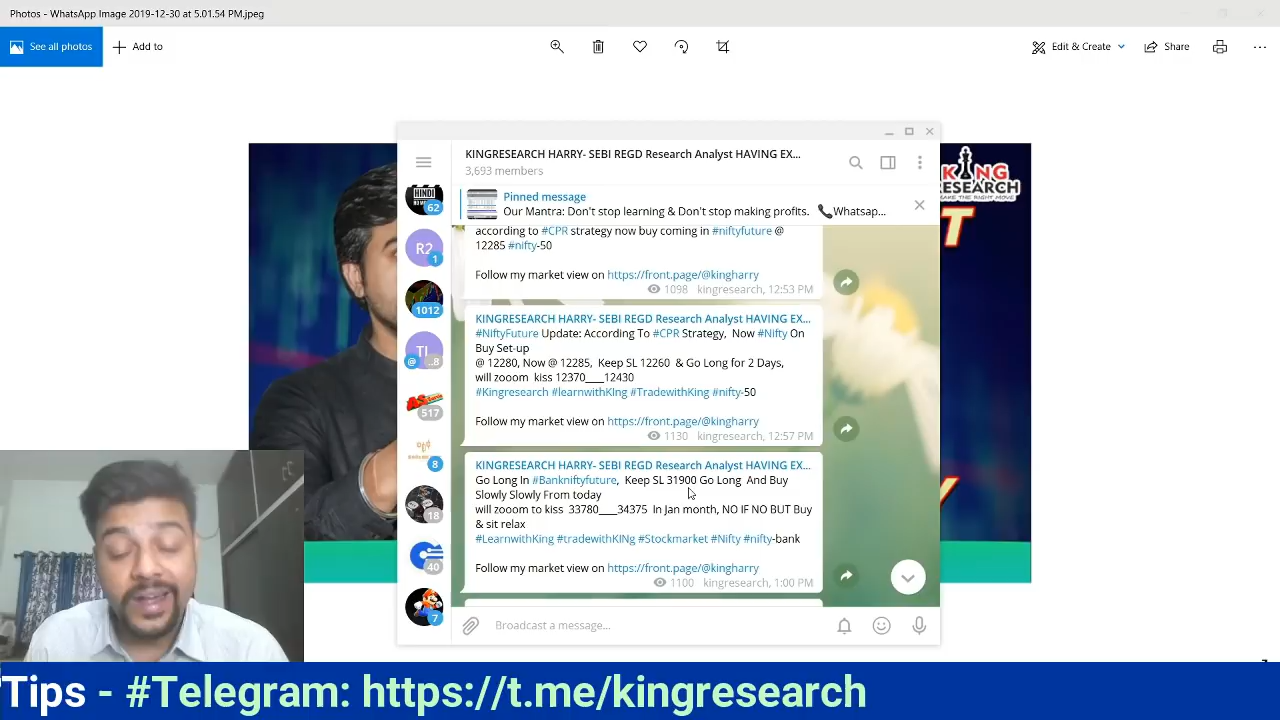 Photos - WhatsApp Image 2019-12-30 at 5.01.54 PM.jpeg
See all photos
Add to
Edit & Create
Share
KING
RESEARCH
KINGRESEARCH HARRY- SEBI REGD Research Analyst HAVING EX...
3,693 members
Pinned message
Our Mantra: Don't stop learning & Don't stop making profits. 📞Whatsap...
HINDI
62
R2
1
1012
TI
@ ..8
517
8
18
40
7
according to #CPR strategy now buy coming in #niftyfuture @
12285 #nifty-50
Follow my market view on https://front.page/@kingharry
1098 kingresearch, 12:53 PM
KINGRESEARCH HARRY- SEBI REGD Research Analyst HAVING EX...
#NiftyFuture Update: According To #CPR Strategy, Now #Nifty On
Buy Set-up
@ 12280, Now @ 12285, Keep SL 12260 & Go Long for 2 Days,
will zooom kiss 12370____12430
#Kingresearch #learnwithKIng #TradewithKing #nifty-50
Follow my market view on https://front.page/@kingharry
1130 kingresearch, 12:57 PM
KINGRESEARCH HARRY- SEBI REGD Research Analyst HAVING EX...
Go Long In #Bankniftyfuture, Keep SL 31900 Go Long And Buy
Slowly Slowly From today
will zooom to kiss 33780____34375 In Jan month, NO IF NO BUT Buy
& sit relax
#LearnwithKing #tradewithKINg #Stockmarket #Nifty #nifty-bank
Follow my market view on https://front.page/@kingharry
1100 kingresearch, 1:00 PM
Broadcast a message...
Tips - #Telegram: https://t.me/kingresearch